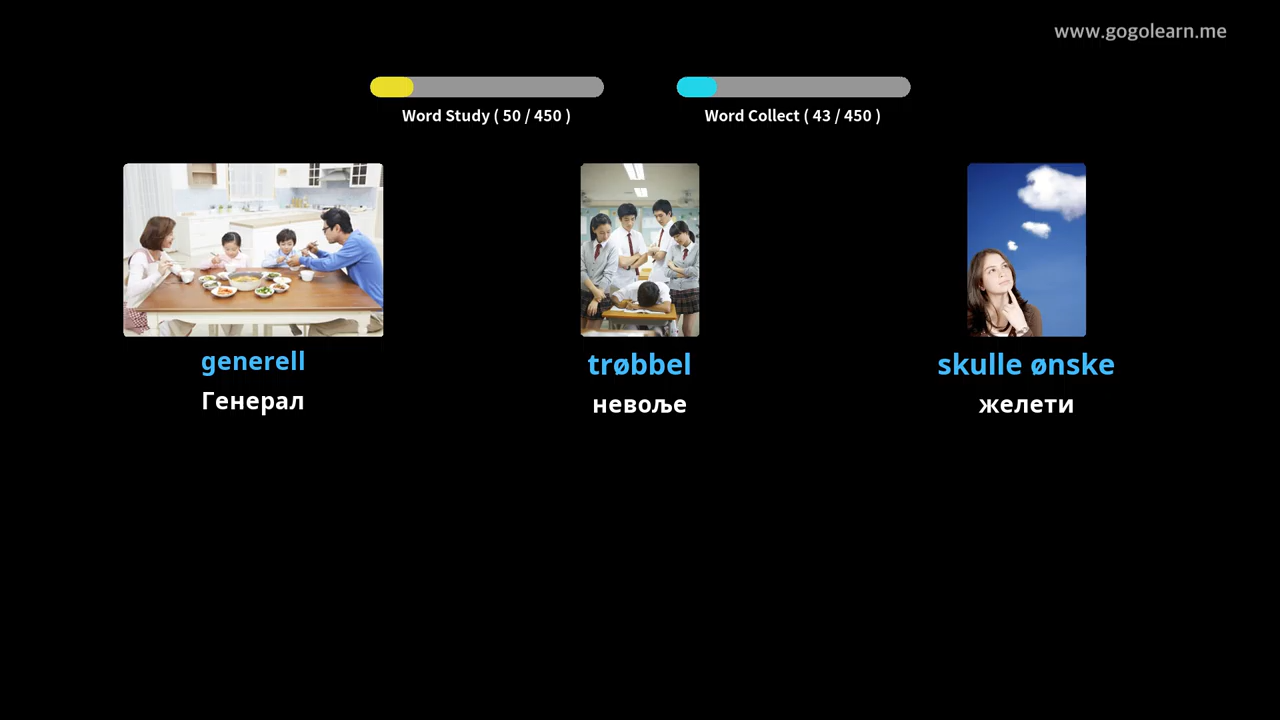 www.gogolearn.me
Word Study ( 50 / 450 )
Word Collect ( 43 / 450 )
generell
trøbbel
skulle ønske
Генерал
невоље
желети